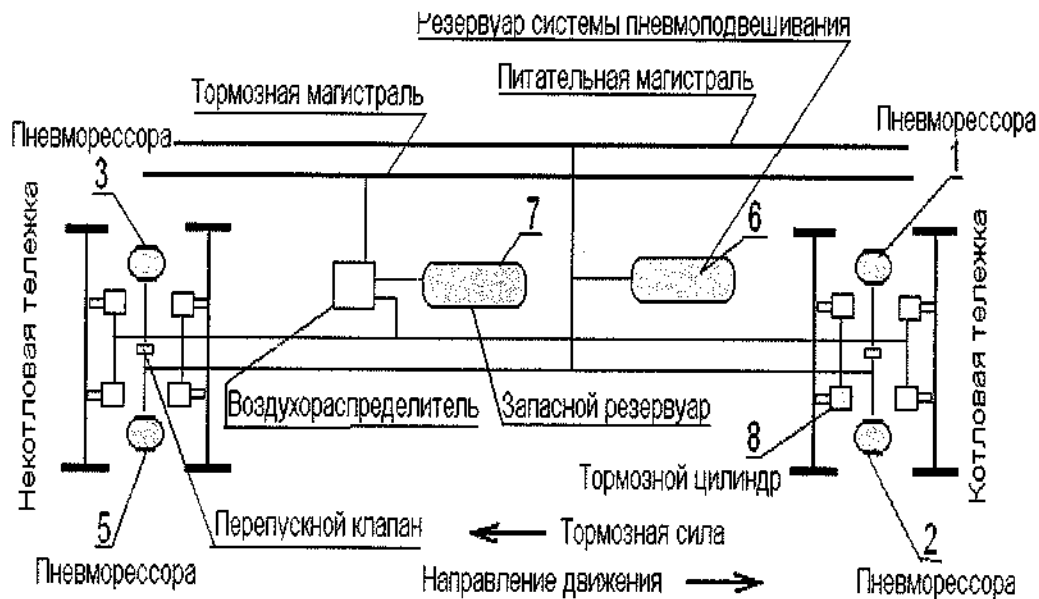 Резервуар системы пневмоподвешивания
Тормозная магистраль
Питательная магистраль
Пневморессора
Пневморессора
3
1
7
6
Некотловая тележка
Котловая тележка
Воздухораспределитель
Запасной резервуар
8
Тормозной цилиндр
5
Перепускной клапан
Тормозная сила
2
Пневморессора
Направление движения
Пневморессора